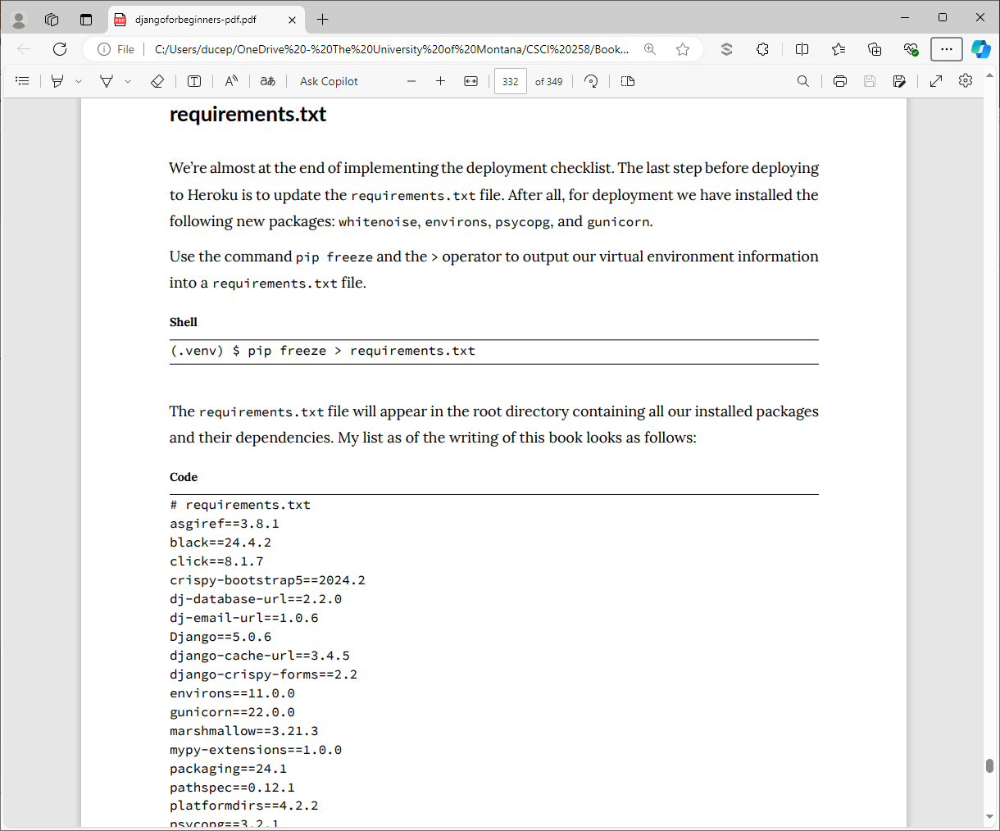 djangoforbeginners-pdf.pdf
File
C:/Users/ducep/OneDrive%20-%20The%20University%20of%20Montana/CSCI%20258/Book...
Ask Copilot
332 of 349
requirements.txt
We're almost at the end of implementing the deployment checklist. The last step before deploying
to Heroku is to update the requirements.txt file. After all, for deployment we have installed the
following new packages: whitenoise, environs, psycopg, and gunicorn.
Use the command pip freeze and the > operator to output our virtual environment information
into a requirements.txt file.
Shell
(.venv) $ pip freeze > requirements.txt
The requirements.txt file will appear in the root directory containing all our installed packages
and their dependencies. My list as of the writing of this book looks as follows:
Code
# requirements.txt
asgiref==3.8.1
black==24.4.2
click==8.1.7
crispy-bootstrap5==2024.2
dj-database-url==2.2.0
dj-email-url==1.0.6
Django==5.0.6
django-cache-url==3.4.5
django-crispy-forms==2.2
environs==11.0.0
gunicorn==22.0.0
marshmallow==3.21.3
mypy-extensions==1.0.0
packaging==24.1
pathspec==0.12.1
platformdirs==4.2.2
psycopg==3.2.1